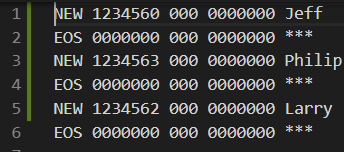 1 NEW 1234560 000 0000000 Jeff
2 EOS 0000000 000 0000000 ***
3 NEW 1234563 000 0000000 Philip
4 EOS 0000000 000 0000000 ***
5 NEW 1234562 000 0000000 Larry
6 EOS 0000000 000 0000000 ***